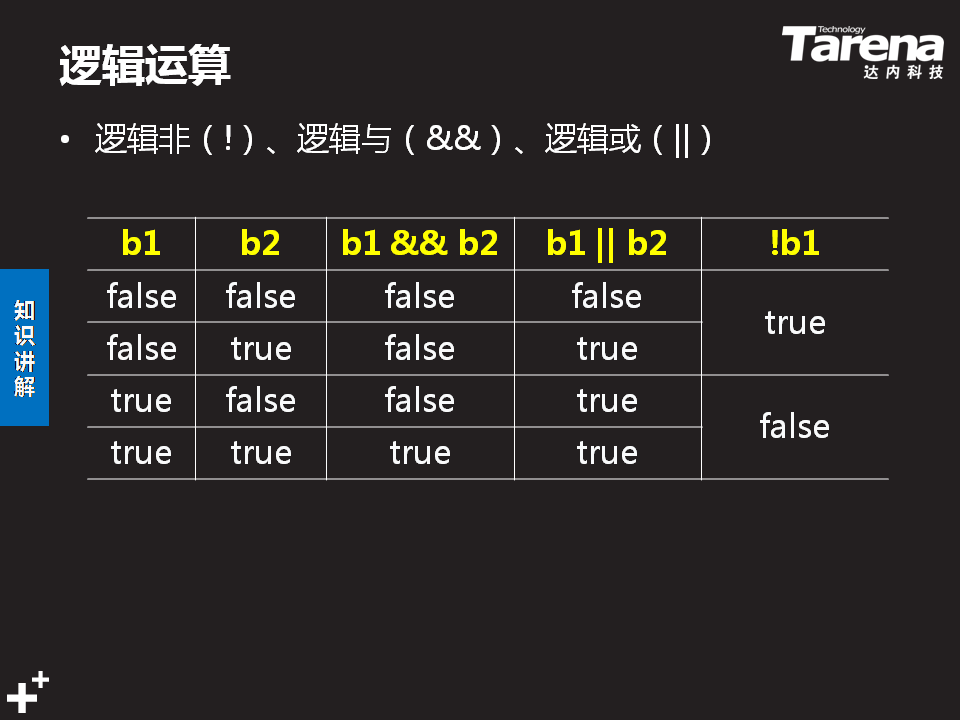 逻辑运算
Technology
Tarena
达内科技
• 逻辑非（!）、逻辑与（&&）、逻辑或（||）
b1 b2 b1 && b2 b1 || b2 !b1
false false false false true
false true false true
true false false true false
true true true true
知识讲解